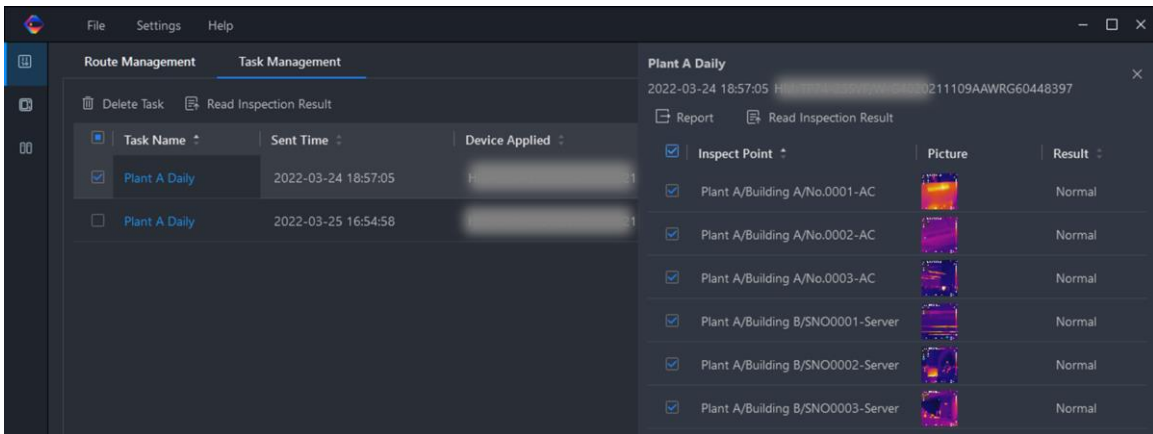 File Settings Help
Route Management Task Management
Delete Task Read Inspection Result
Task Name Sent Time Device Applied
Plant A Daily 2022-03-24 18:57:05
Plant A Daily 2022-03-25 16:54:58
Plant A Daily
2022-03-24 18:57:05 0211109AAWRG60448397
Report Read Inspection Result
Inspect Point Picture Result
Plant A/Building A/No.0001-AC Normal
Plant A/Building A/No.0002-AC Normal
Plant A/Building A/No.0003-AC Normal
Plant A/Building B/SNO0001-Server Normal
Plant A/Building B/SNO0002-Server Normal
Plant A/Building B/SNO0003-Server Normal